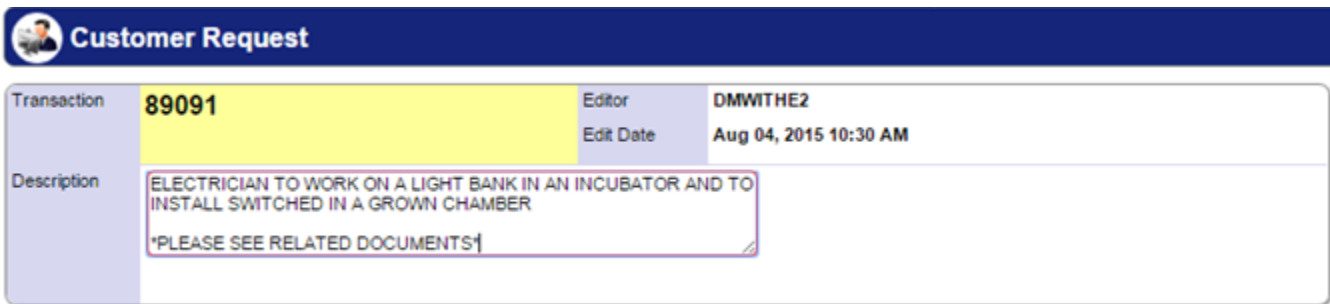 Customer Request
Transaction 89091 Editor DMWITHE2
Edit Date Aug 04, 2015 10:30 AM
Description ELECTRICIAN TO WORK ON A LIGHT BANK IN AN INCUBATOR AND TO
INSTALL SWITCHED IN A GROWN CHAMBER
*PLEASE SEE RELATED DOCUMENTS*